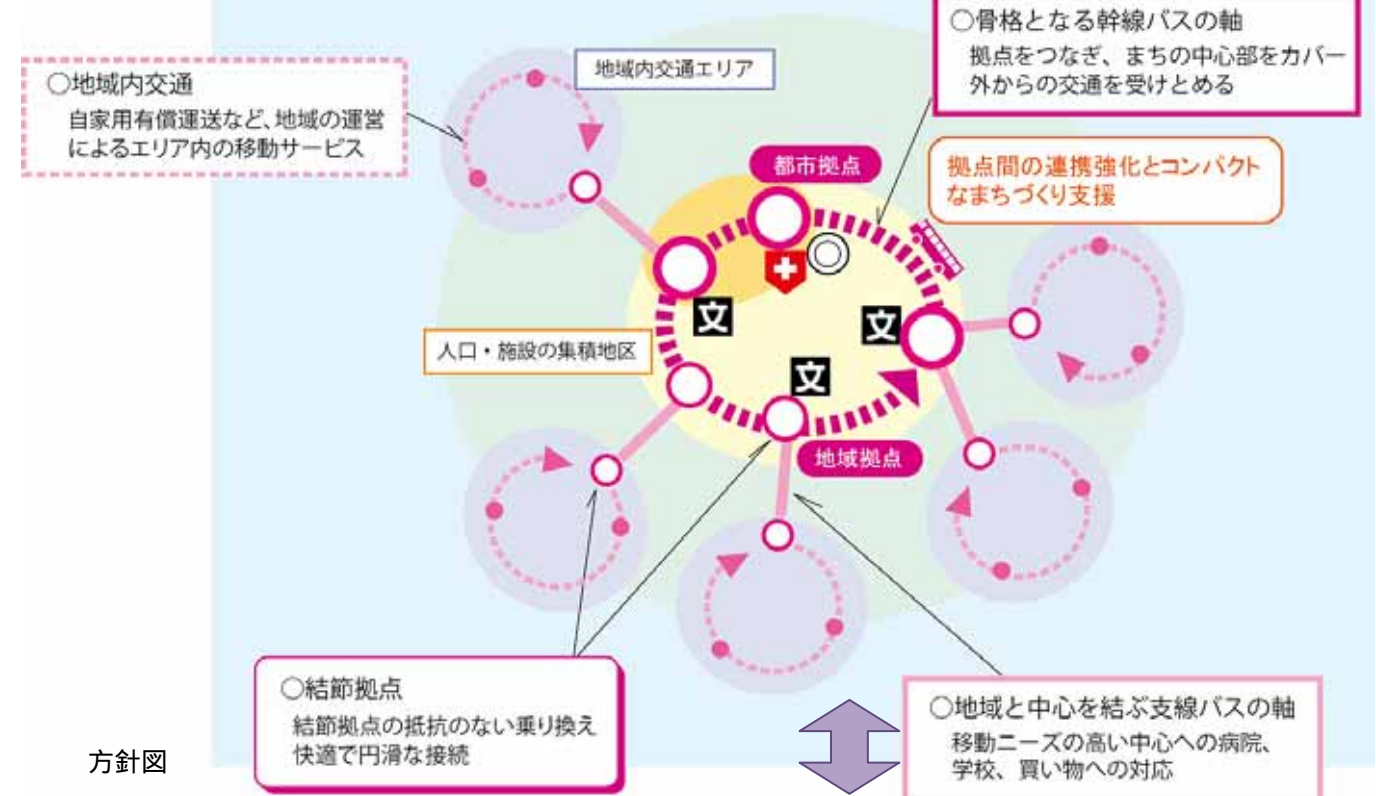 ○骨格となる幹線バスの軸
拠点をつなぎ、まちの中心部をカバー
外からの交通を受けとめる
○地域内交通
自家用有償運送など、地域の運営
によるエリア内の移動サービス
地域内交通エリア
都市拠点
拠点間の連携強化とコンパクト
なまちづくり支援
文
文
人口・施設の集積地区
文
地域拠点
○結節拠点
結節拠点の抵抗のない乗り換え
快適で円滑な接続
○地域と中心を結ぶ支線バスの軸
移動ニーズの高い中心への病院、
学校、買い物への対応
方針図